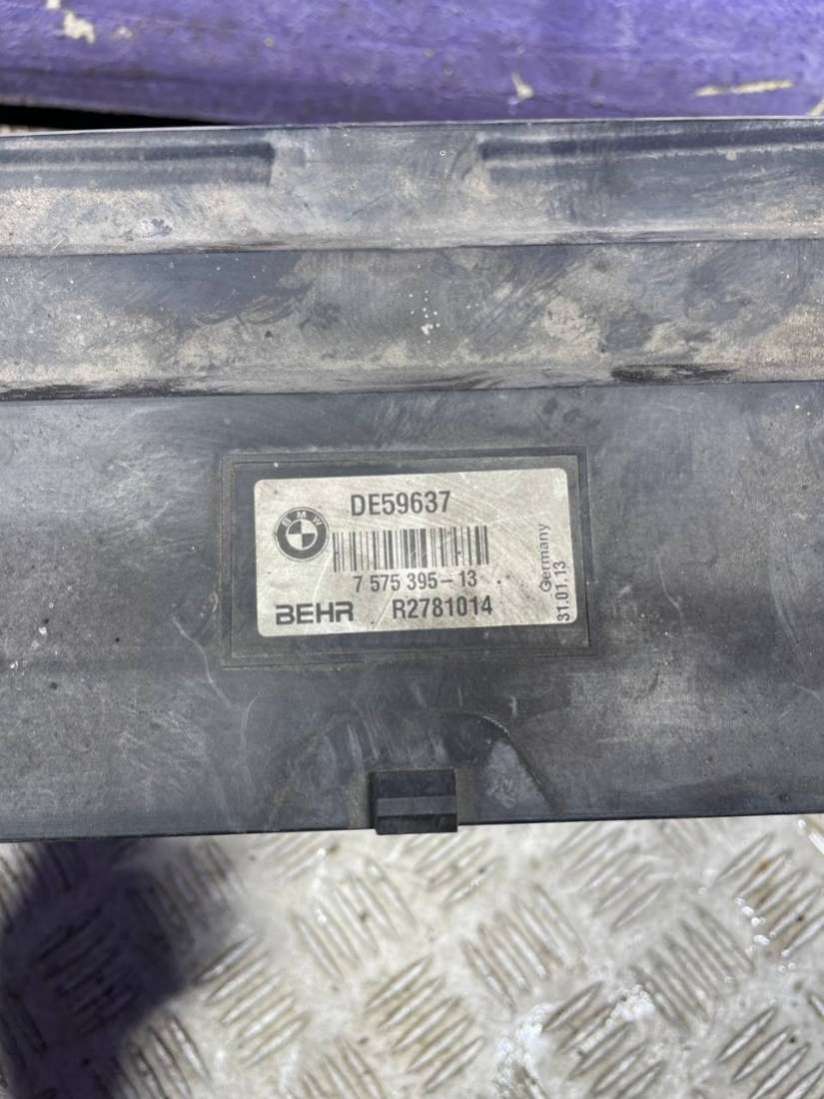 DE59637
BMW
7 575 395-13
BEHR R2781014
Germany
31.01.13